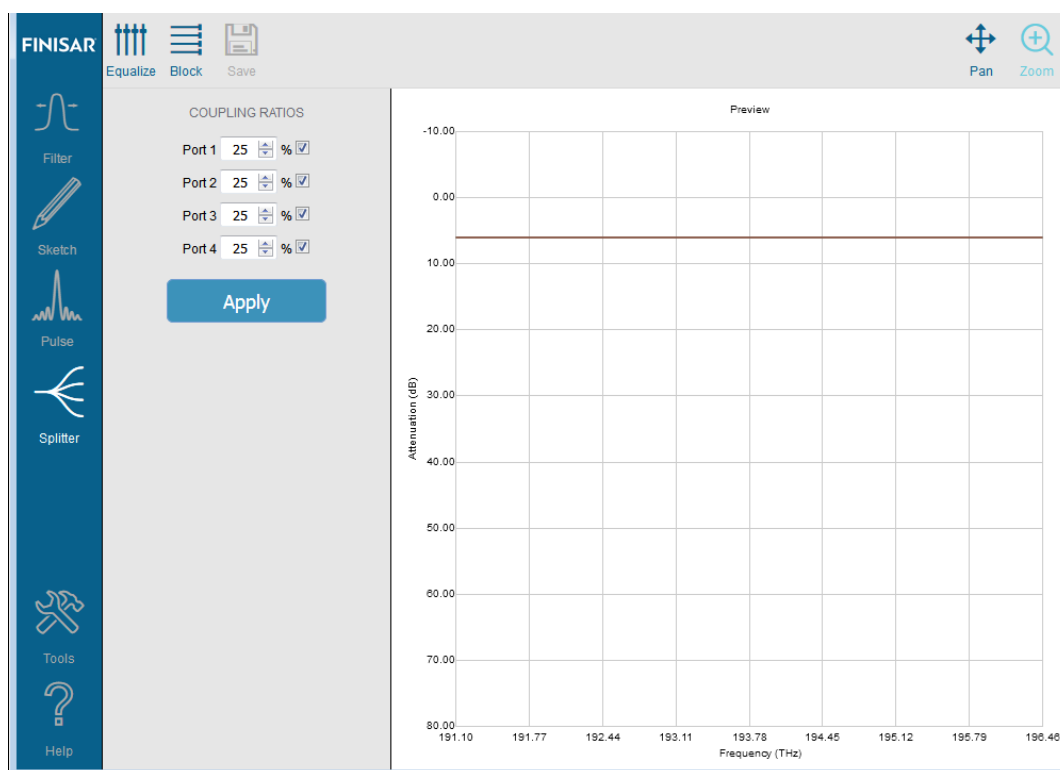 FINISAR
Equalize Block Save
Pan Zoom
Filter
Sketch
Pulse
Splitter
Tools
Help
COUPLING RATIOS
Port 1 25 %
Port 2 25 %
Port 3 25 %
Port 4 25 %
Apply
Preview
-10.00
0.00
10.00
20.00
30.00
40.00
50.00
60.00
70.00
80.00
Attenuation (dB)
191.10 191.77 192.44 193.11 193.78 194.45 195.12 195.79 196.46
Frequency (THz)